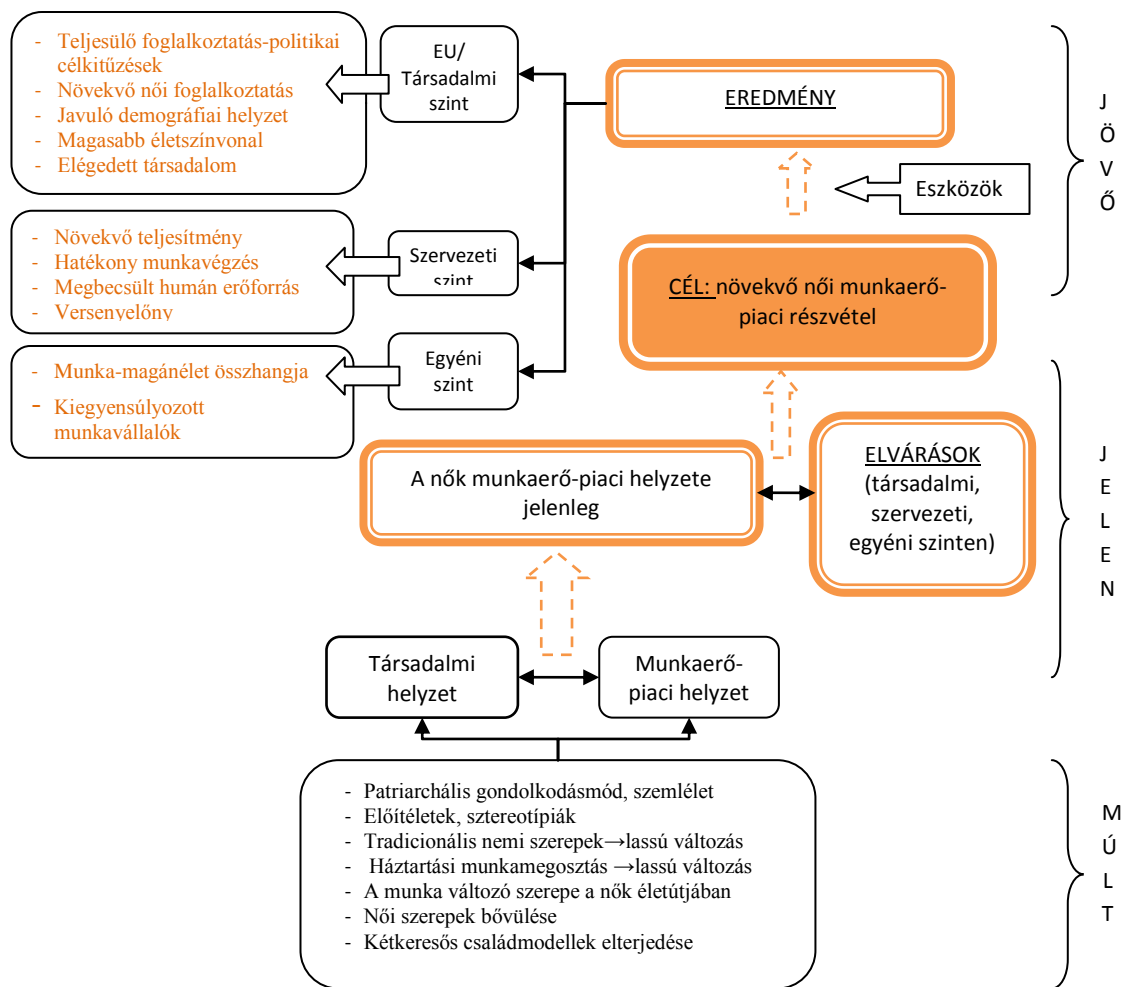 - Teljesülő foglalkoztatás-politikai
célkitűzések
- Növekvő női foglalkoztatás
- Javuló demográfiai helyzet
- Magasabb életszínvonal
- Elégedett társadalom
EU/
Társadalmi
szint
EREDMÉNY
J
Ö
V
Ő
Eszközök
- Növekvő teljesítmény
- Hatékony munkavégzés
- Megbecsült humán erőforrás
- Versenyelőny
Szervezeti
szint
CÉL: növekvő női munkaerő-
piaci részvétel
- Munka-magánélet összhangja
- Kiegyensúlyozott
munkavállalók
Egyéni
szint
A nők munkaerő-piaci helyzete
jelenleg
ELVÁRÁSOK
(társadalmi,
szervezeti,
egyéni szinten)
J
E
L
E
N
Társadalmi
helyzet
Munkaerő-
piaci helyzet
- Patriarchális gondolkodásmód, szemlélet
- Előítéletek, sztereotípiák
- Tradicionális nemi szerepek→lassú változás
- Háztartási munkamegosztás →lassú változás
- A munka változó szerepe a nők életútjában
- Női szerepek bővülése
- Kétkeresős családmodellek elterjedése
M
Ú
L
T